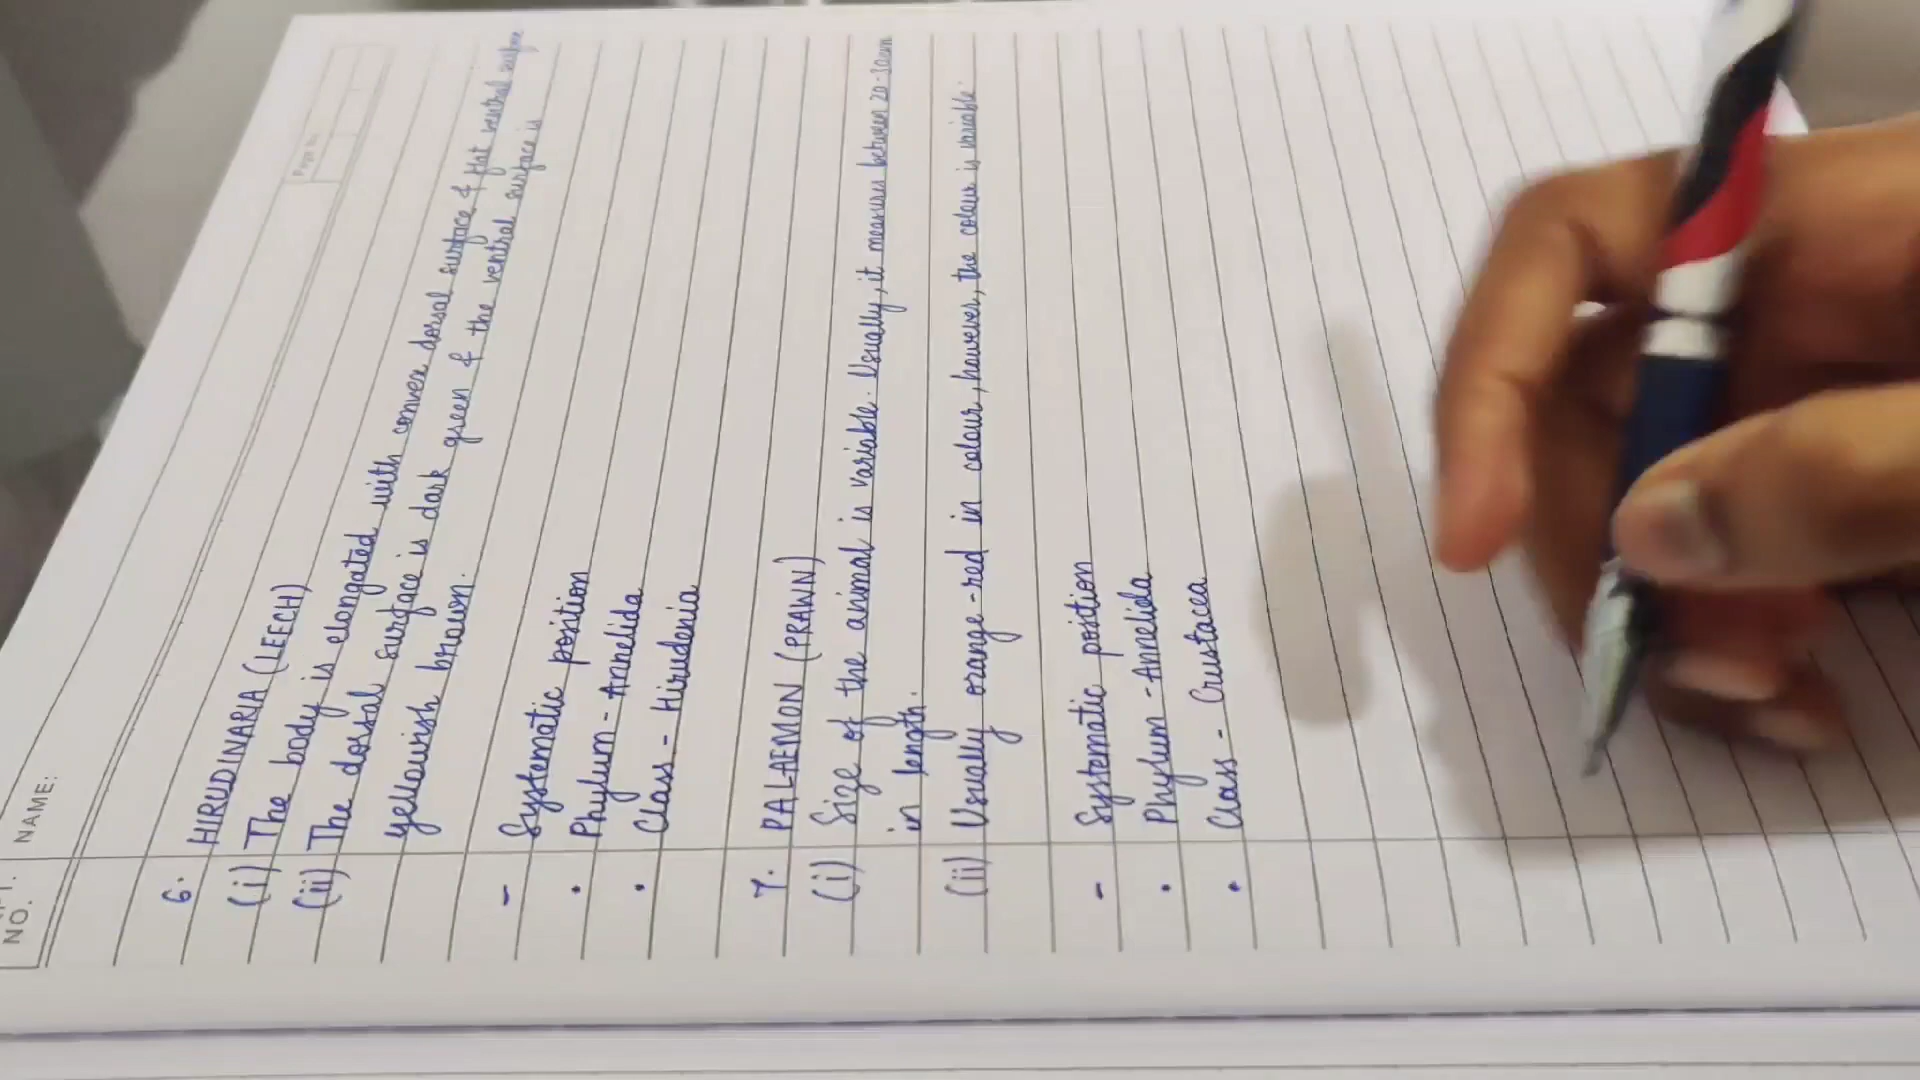 NO.
NAME:
Page No.
6. HIRUDINARIA (LEECH)
(i) The body is elongated with convex dorsal surface & flat ventral surface
(ii) The dorsal surface is dark green & the ventral surface is
yellowish brown.
- Systematic position
• Phylum - Annelida
• Class - Hirudenia
7. PALAEMON (PRAWN)
(i) Size of the animal is variable. Usually, it measures between 20-30cm
in length.
(ii) Usually orange-red in colour, however, the colour is variable.
- Systematic position
• Phylum - Annelida
• Class - Crustacea